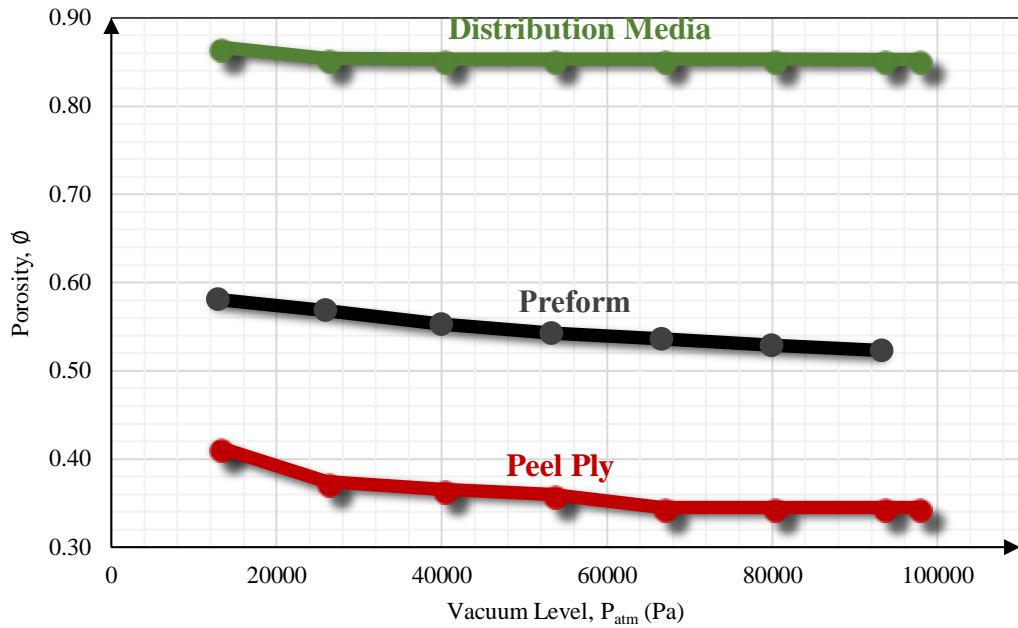 0.90
Distribution Media
0.80
0.70
0.60
Preform
Porosity, ∅
0.50
Peel Ply
0.40
0.30
0 20000 40000 60000 80000 100000
Vacuum Level, Patm (Pa)